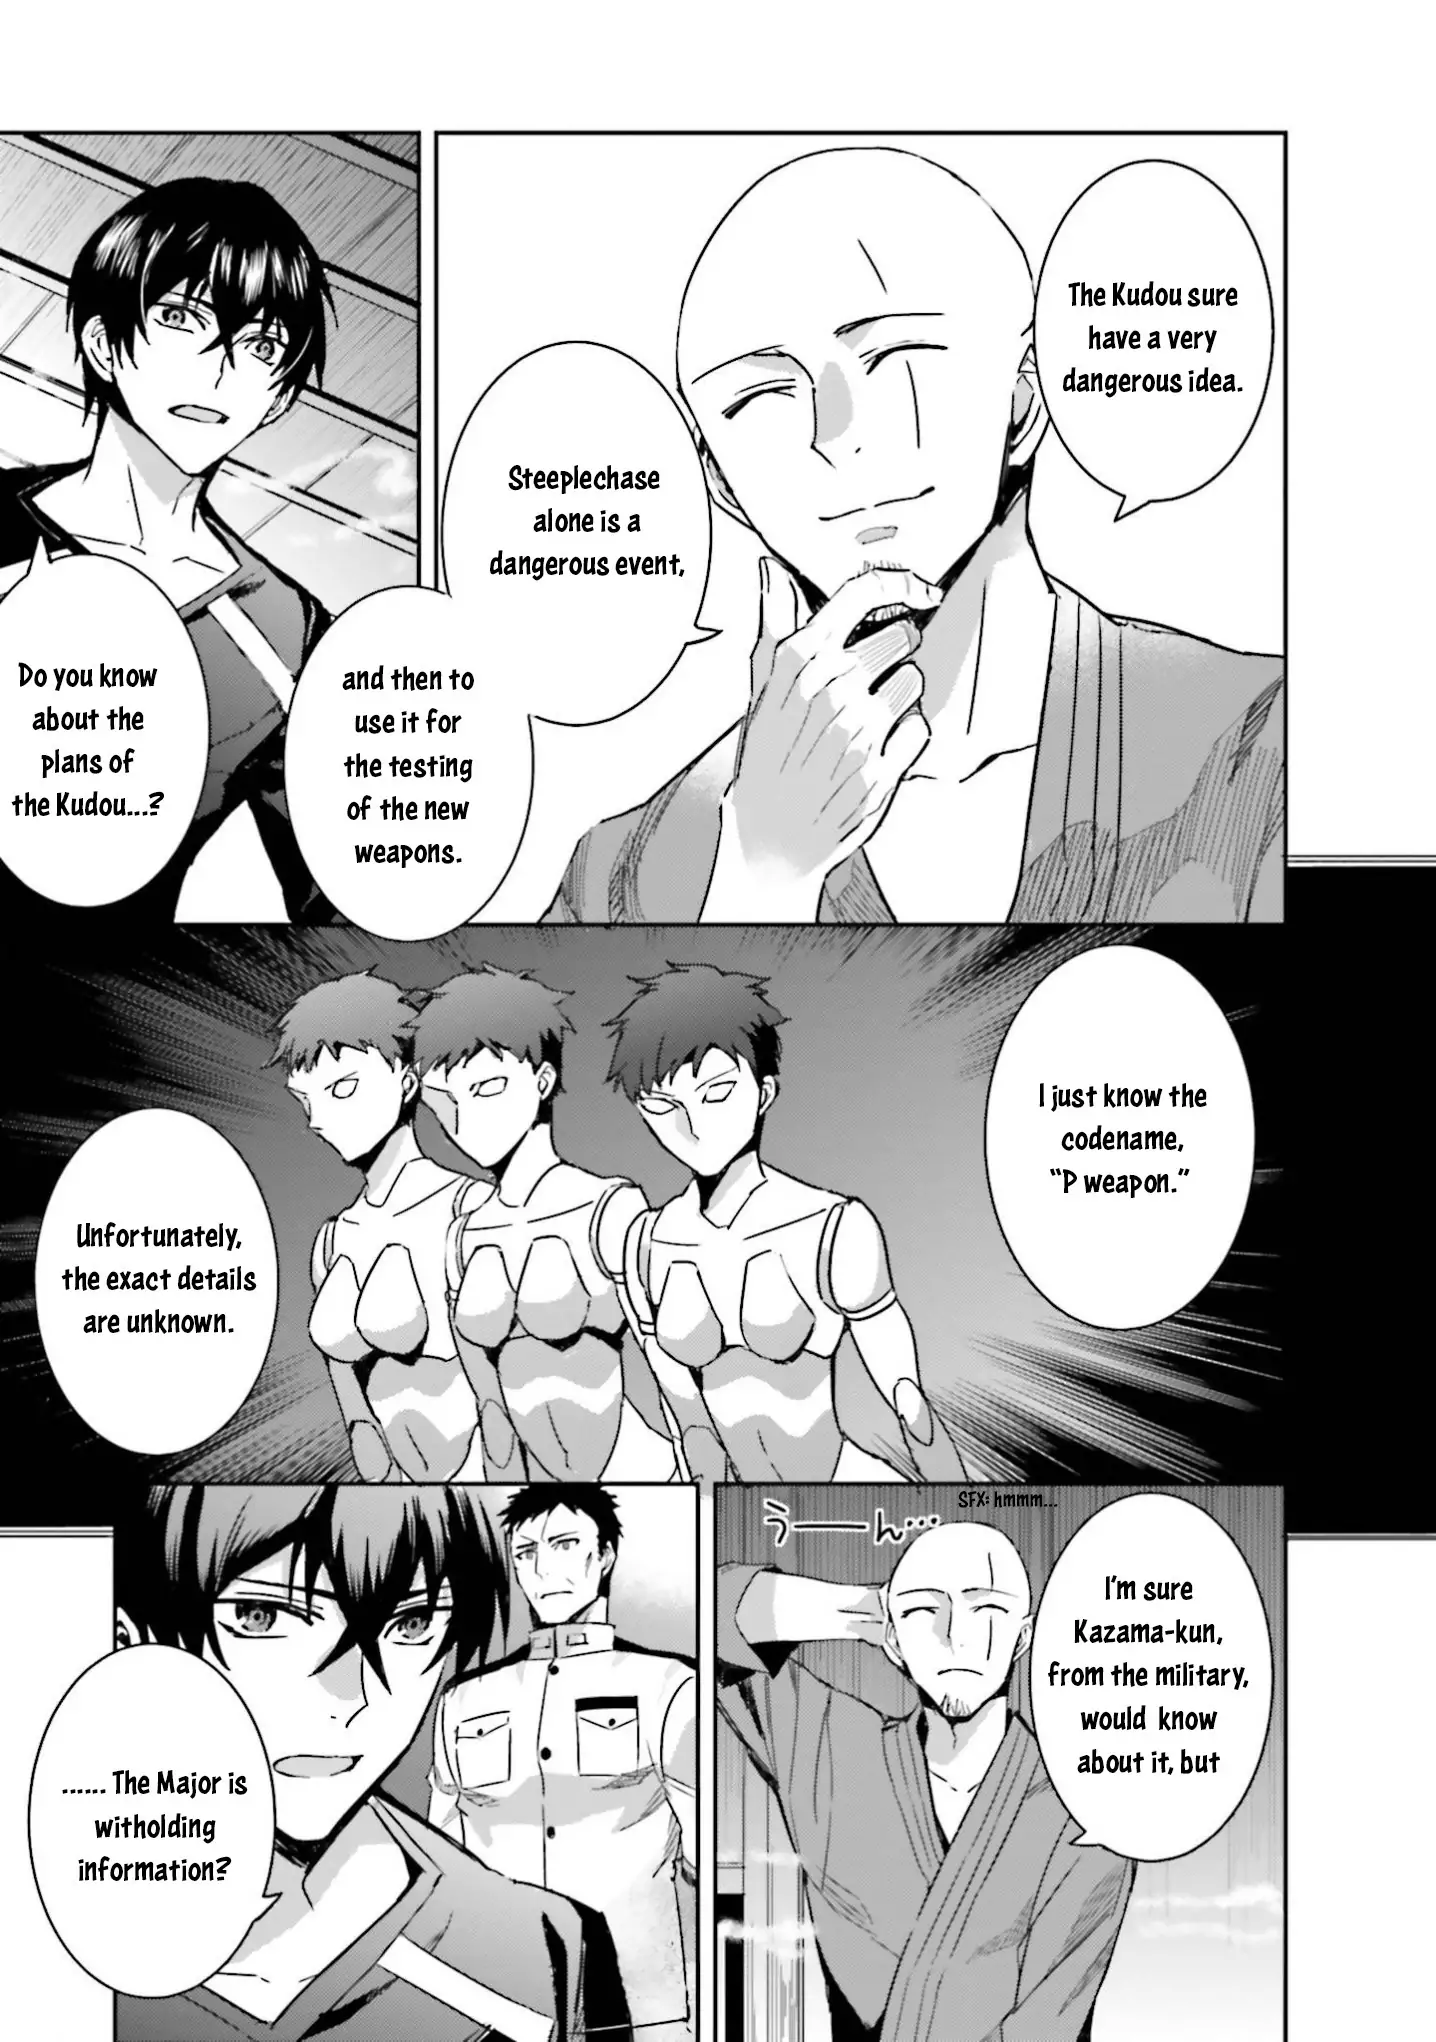 The Kudou sure
have a very
dangerous idea.
Steeplechase
alone is a
dangerous event,
and then to
use it for
the testing
of the new
weapons.
Do you know
about the
plans of
the Kudou...?
I just know the
codename,
“P weapon.”
Unfortunately,
the exact details
are unknown.
SFX: hmmm...
うーん…
I'm sure
Kazama-kun,
from the military,
would know
about it, but
...... The Major is
witholding
information?